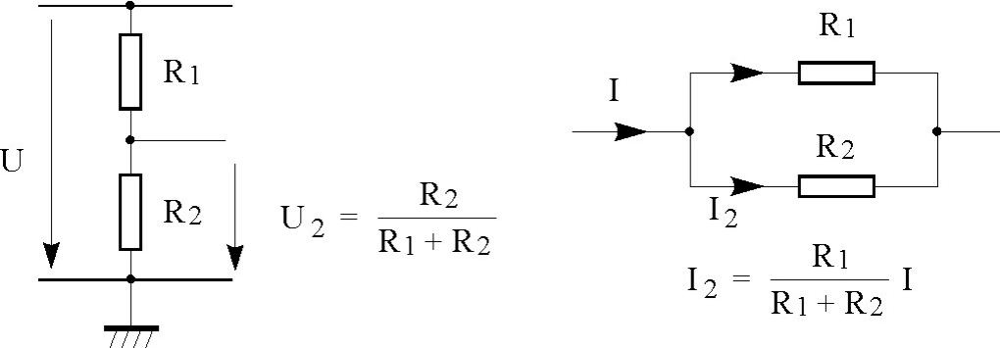 R1
U
R2
U2 = R2 / (R1 + R2)
R1
I
R2
I2
I2 = R1 / (R1 + R2) I